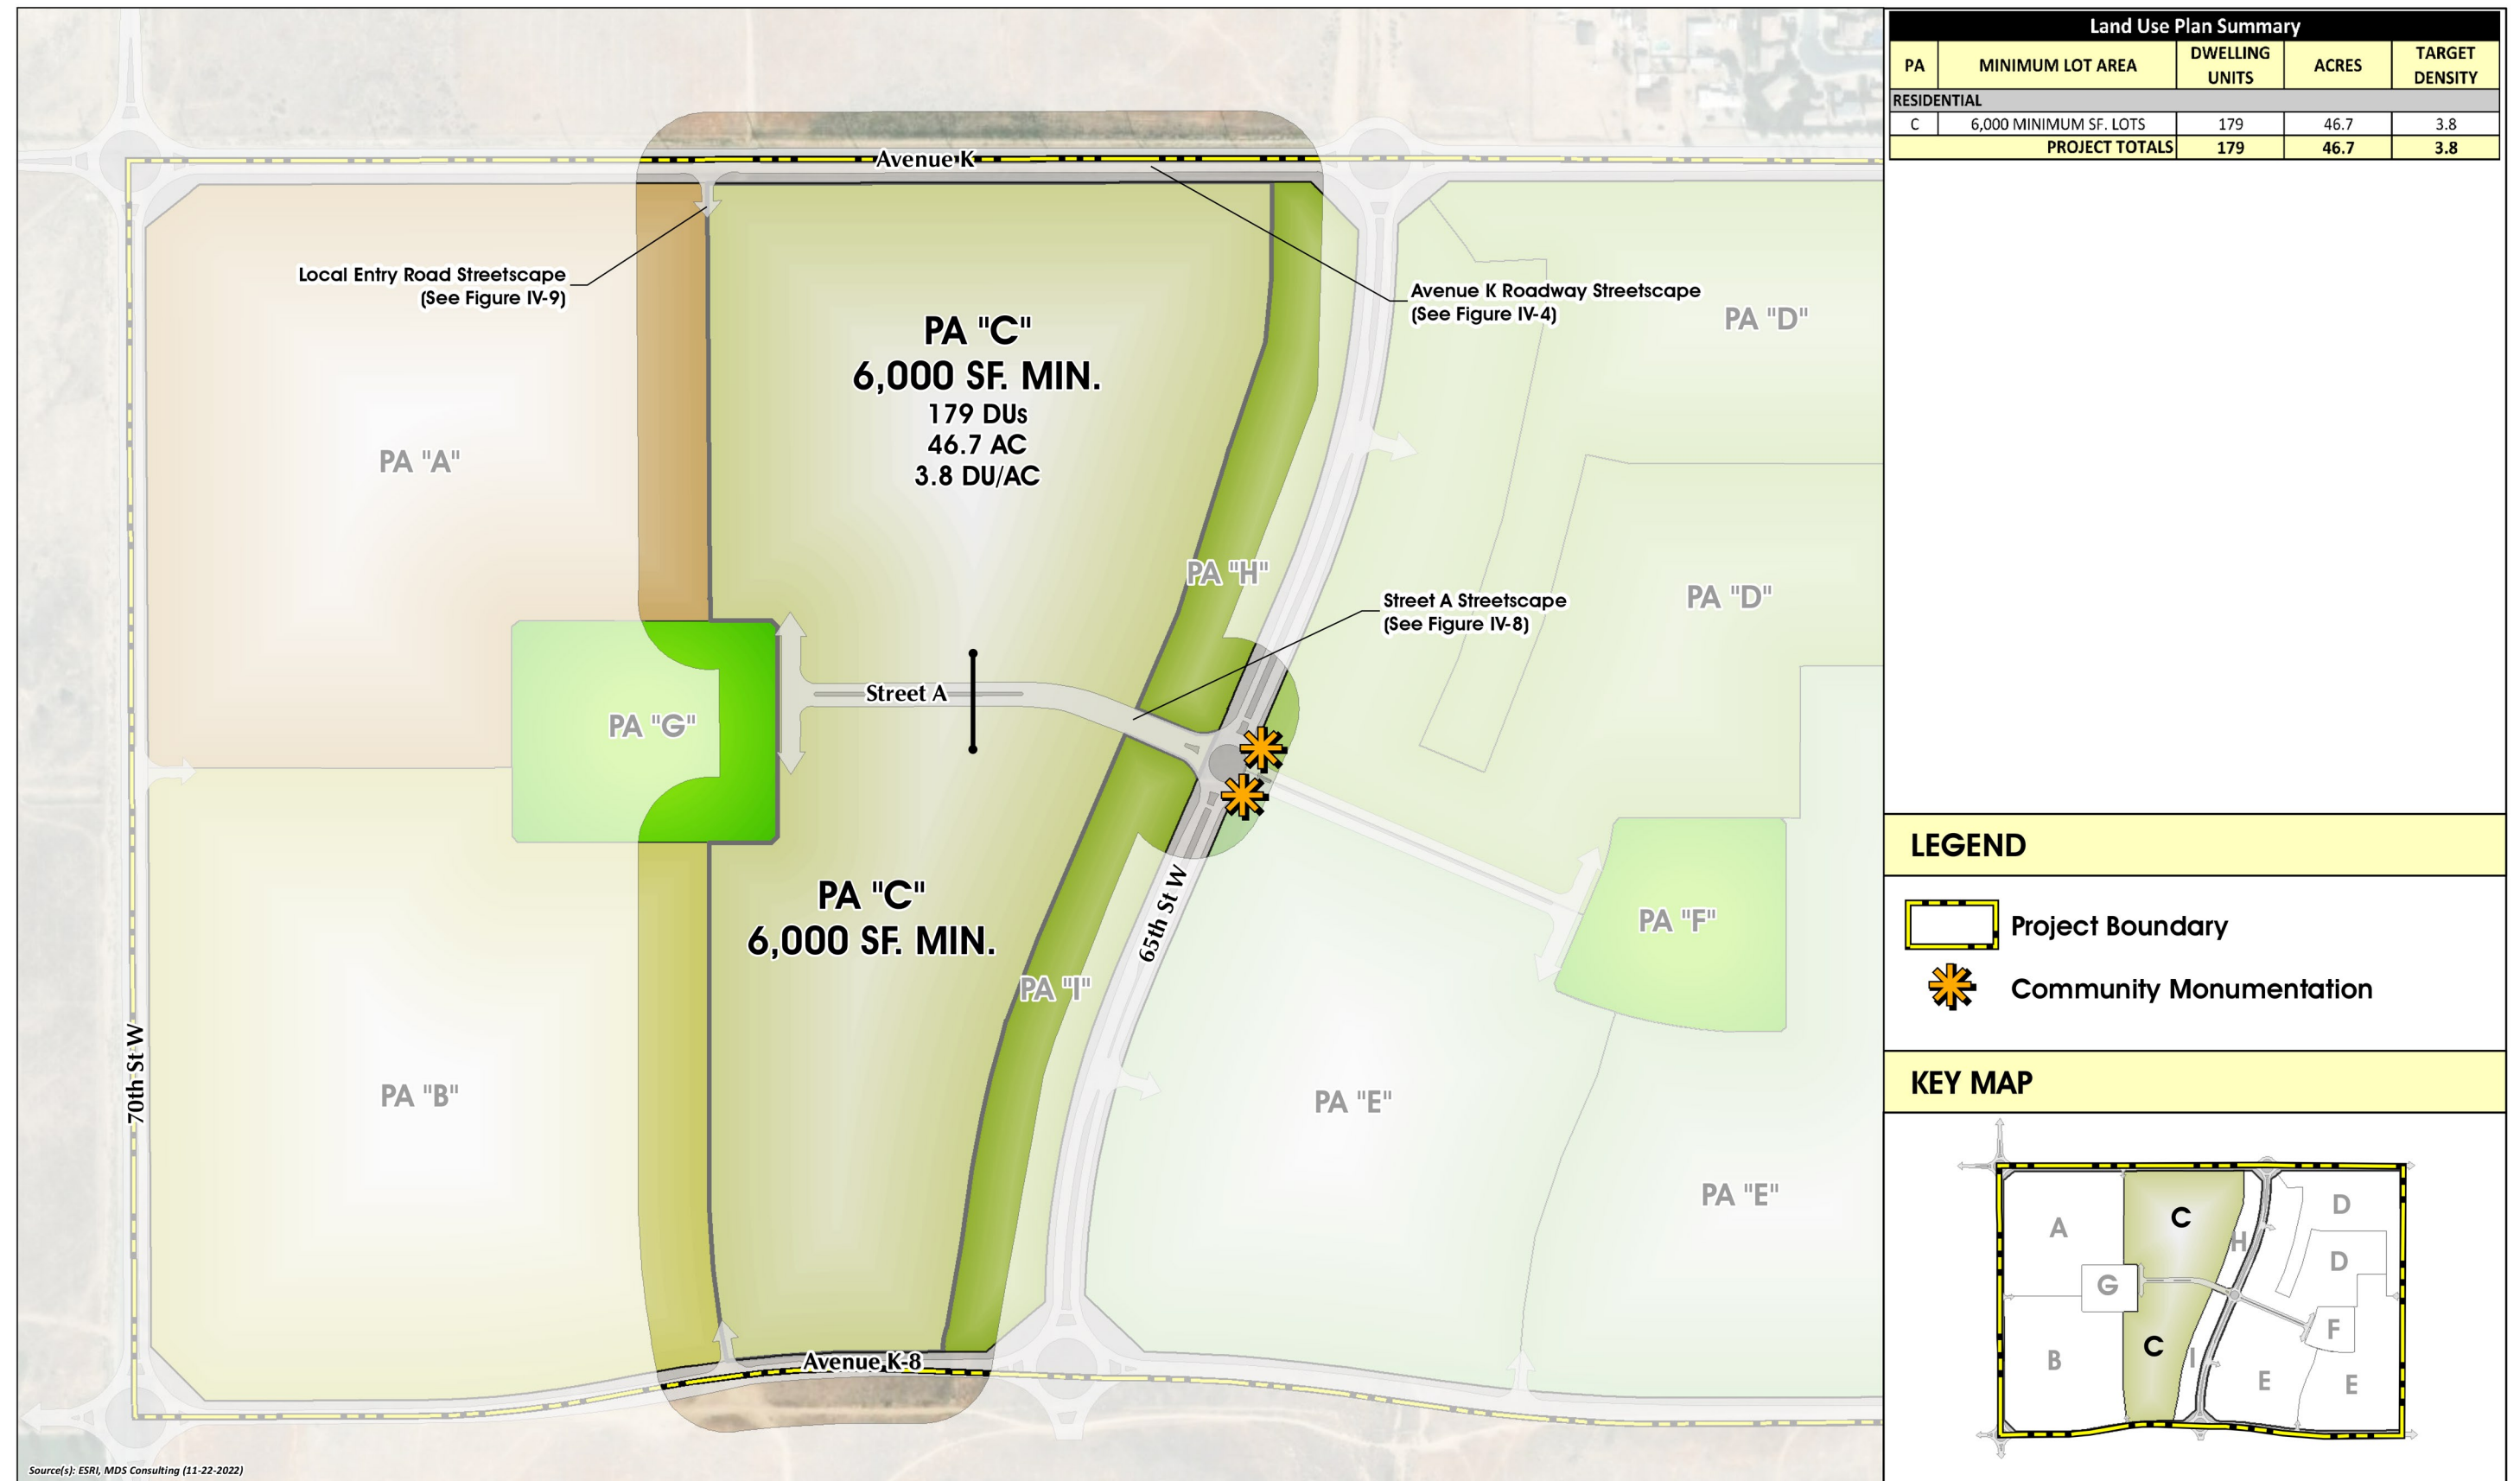 Avenue K
Local Entry Road Streetscape
(See Figure IV-9)
Avenue K Roadway Streetscape
(See Figure IV-4)
PA "C"
6,000 SF. MIN.
179 DUs
46.7 AC
3.8 DU/AC
PA "D"
PA "A"
PA "H"
PA "D"
Street A Streetscape
(See Figure IV-8)
Street A
PA "G"
PA "C"
6,000 SF. MIN.
65th St W
PA "F"
PA "I"
70th St W
PA "B"
PA "E"
PA "E"
Avenue K-8
Source(s): ESRI, MDS Consulting (11-22-2022)
Land Use Plan Summary
PA MINIMUM LOT AREA DWELLING UNITS ACRES TARGET DENSITY
RESIDENTIAL
C 6,000 MINIMUM SF. LOTS 179 46.7 3.8
PROJECT TOTALS 179 46.7 3.8
LEGEND
Project Boundary
Community Monumentation
KEY MAP
A
C
H
D
D
G
B
C
I
F
E
E